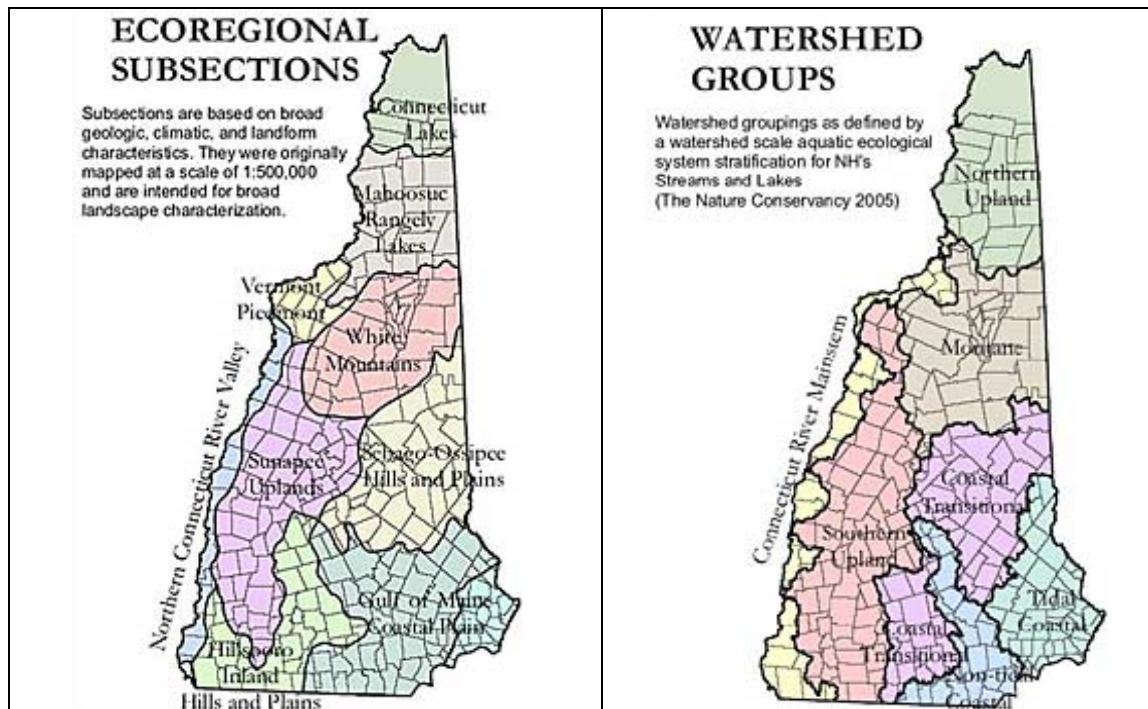 ECOREGIONAL
SUBSECTIONS
Subsections are based on broad
geologic, climatic, and landform
characteristics. They were originally
mapped at a scale of 1:500,000
and are intended for broad
landscape characterization.
Connecticut
Lakes
Mahoosuc
Rangely
Lakes
Vermont
Piedmont
White
Mountains
Northern Connecticut River Valley
Sunapee
Uplands
Sebago-Ossipee
Hills and Plains
Gulf of Maine
Coastal Plain
Hillsboro
Inland
Hills and Plains
WATERSHED
GROUPS
Watershed groupings as defined by
a watershed scale aquatic ecological
system stratification for NH's
Streams and Lakes
(The Nature Conservancy 2005)
Northern
Upland
Montane
Connecticut River Mainstem
Coastal
Transitional
Southern
Upland
Tidal
Coastal
Coastal
Transitional
Non-tidal
Coastal